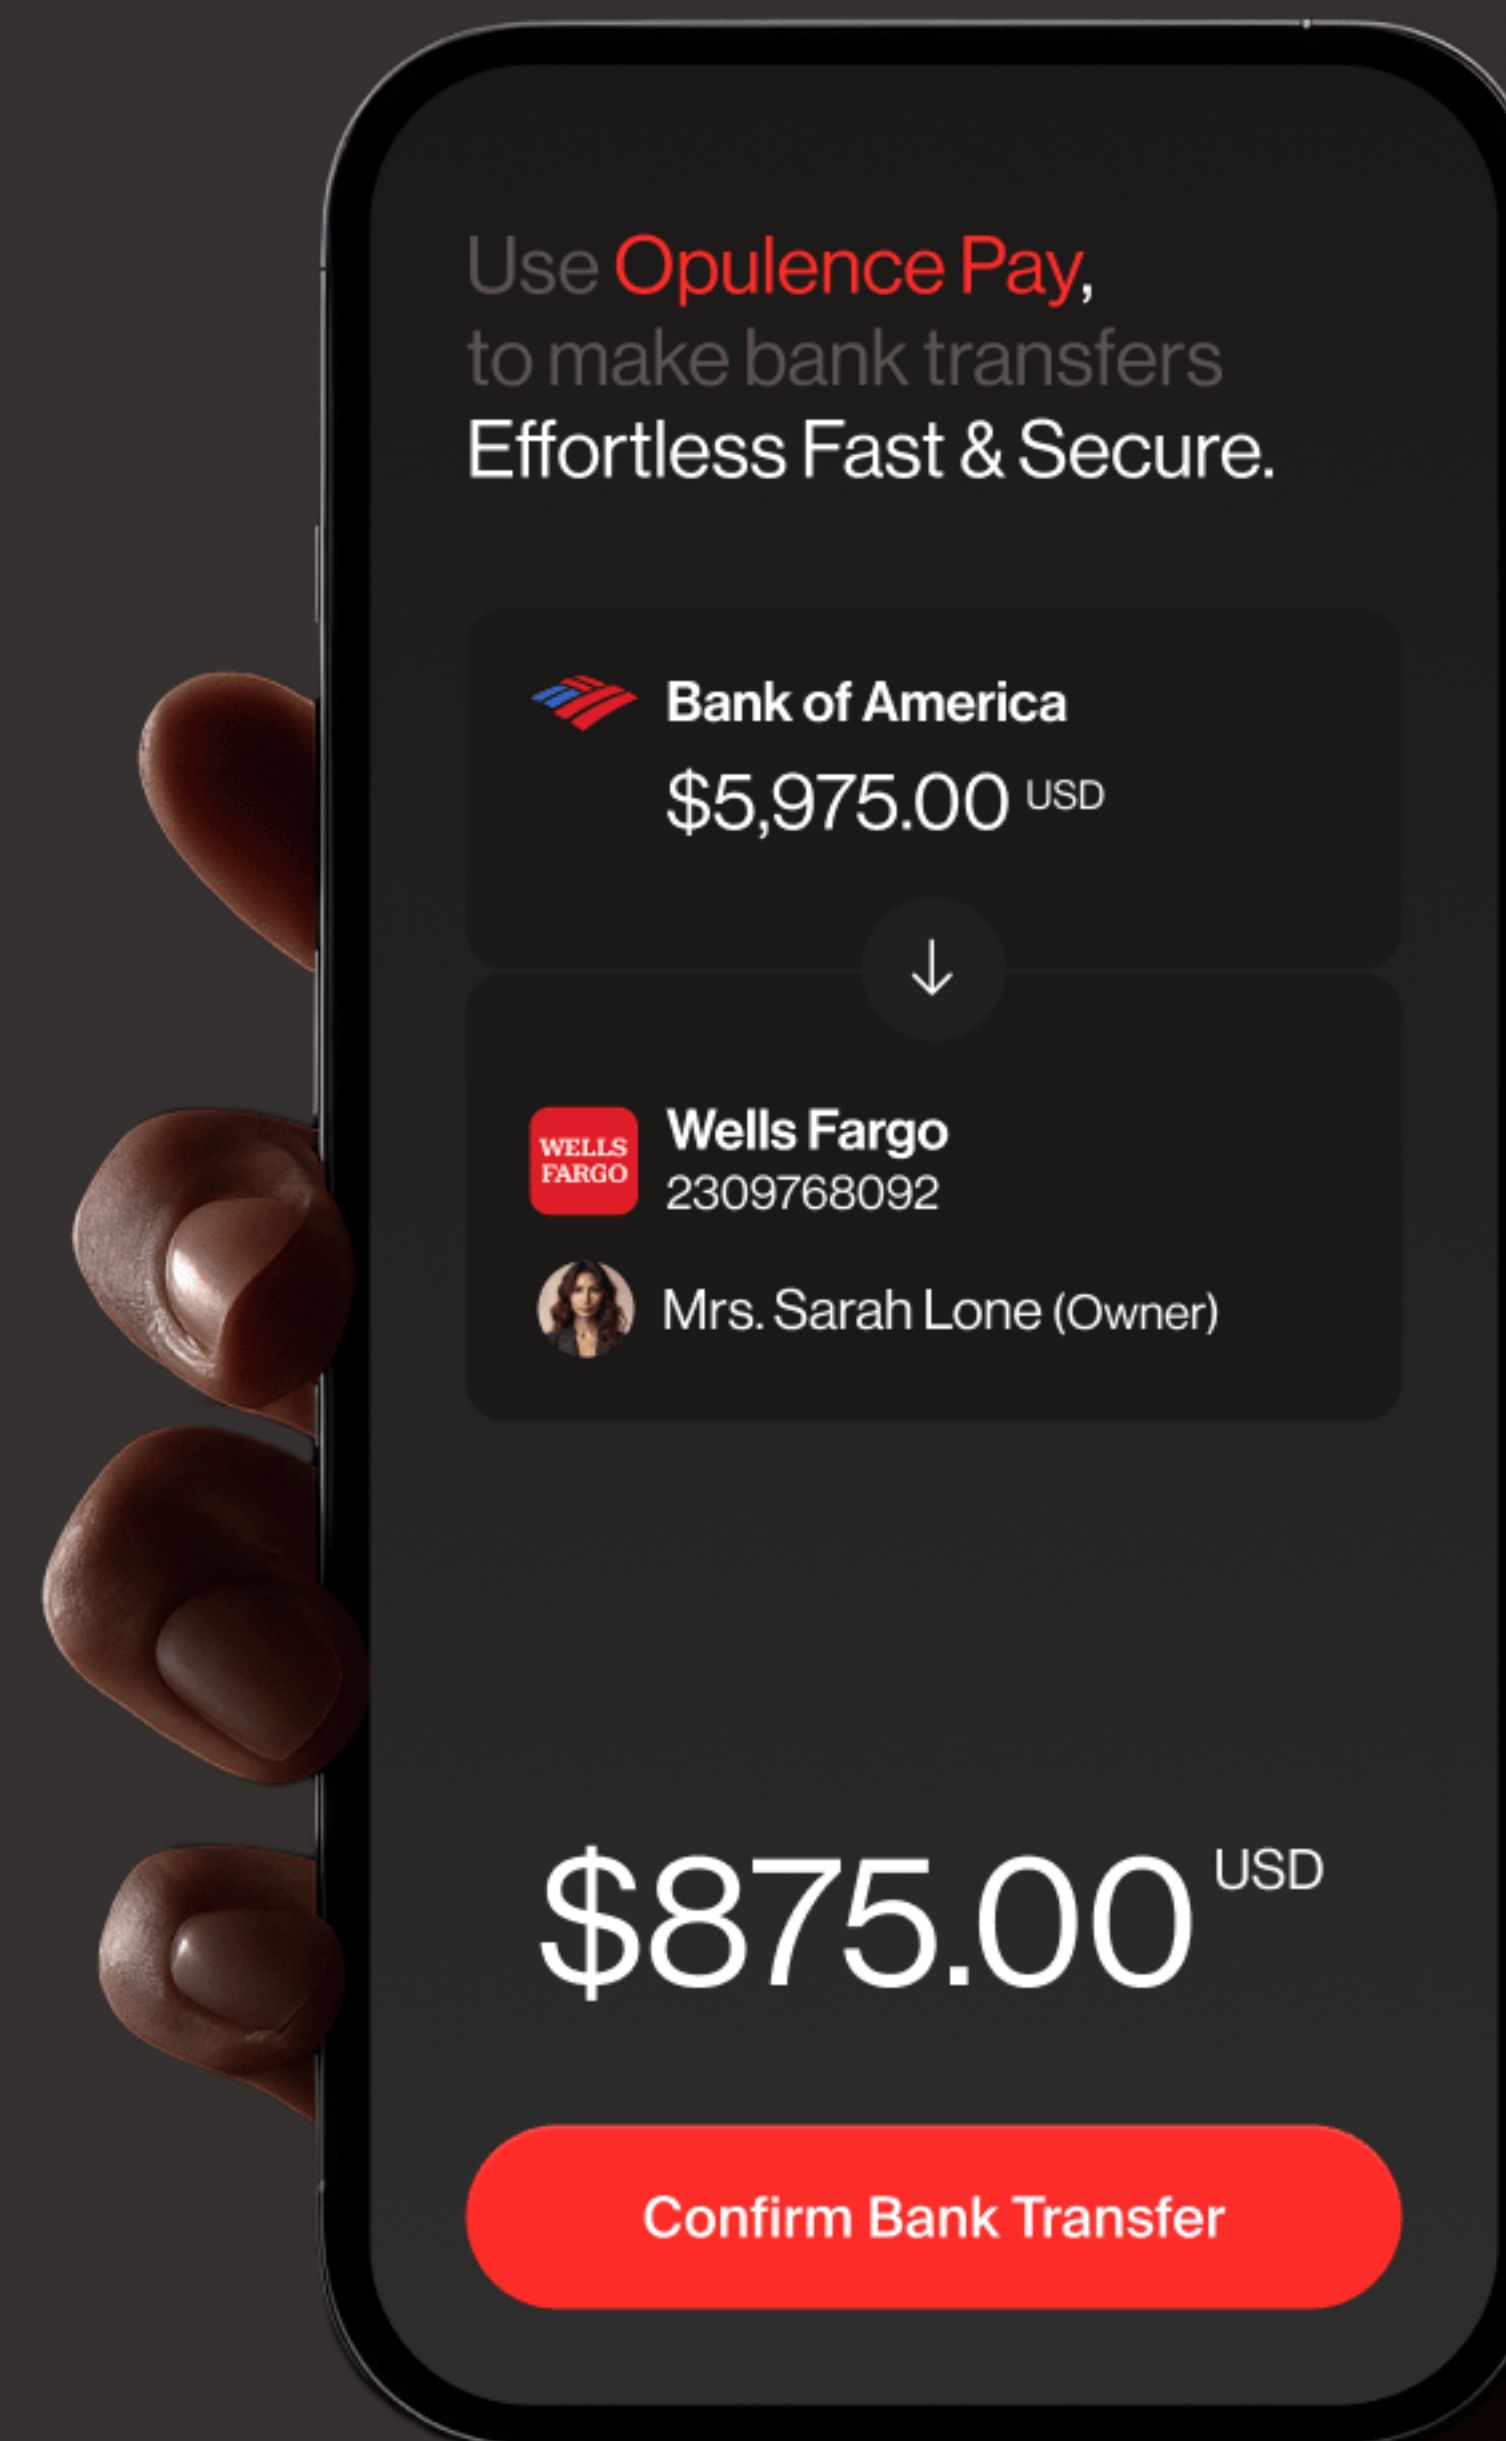 Use Opulence Pay,
to make bank transfers
Effortless Fast & Secure.
Bank of America
$5,975.00 USD
WELLS
FARGO
Wells Fargo
2309768092
Mrs. Sarah Lone (Owner)
$875.00 USD
Confirm Bank Transfer